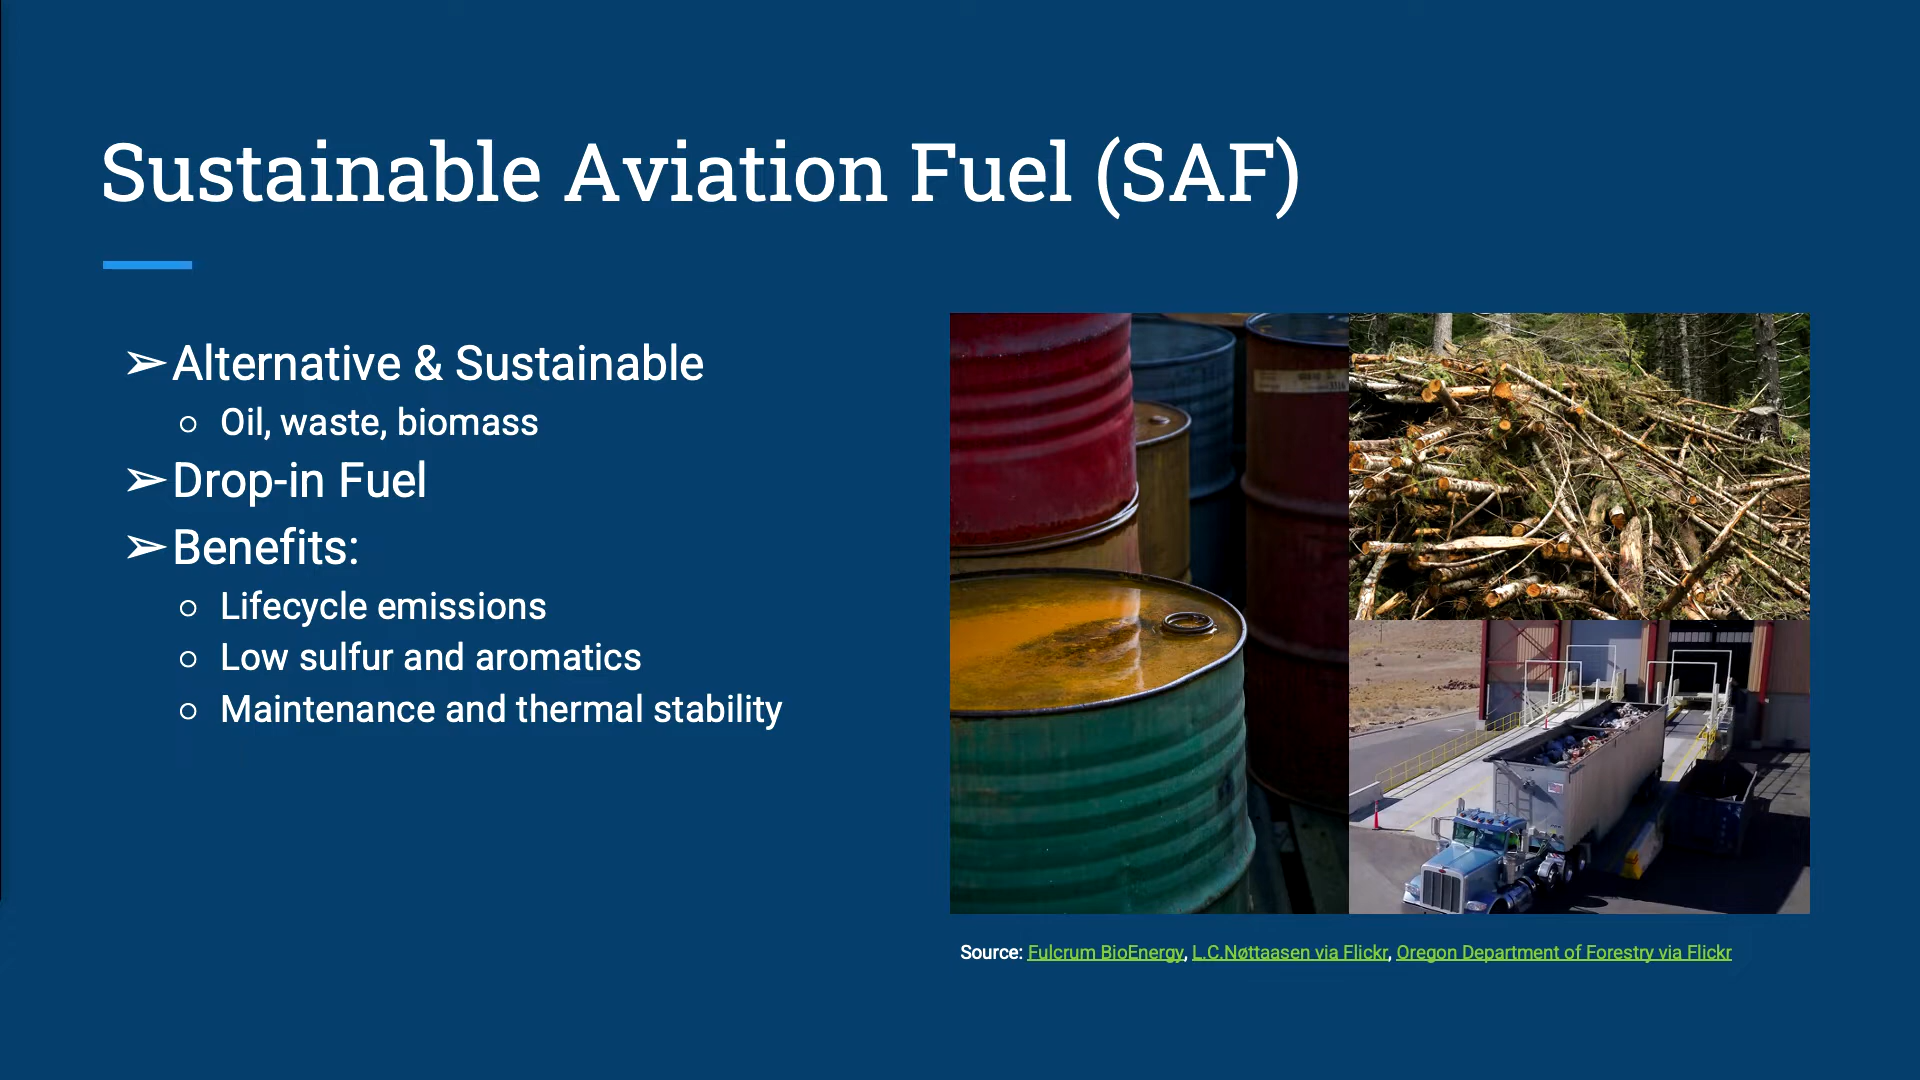 Sustainable Aviation Fuel (SAF)
➢Alternative & Sustainable
○ Oil, waste, biomass
➢Drop-in Fuel
➢Benefits:
○ Lifecycle emissions
○ Low sulfur and aromatics
○ Maintenance and thermal stability
Source: Fulcrum BioEnergy, L.C.Nøttaasen via Flickr, Oregon Department of Forestry via Flickr